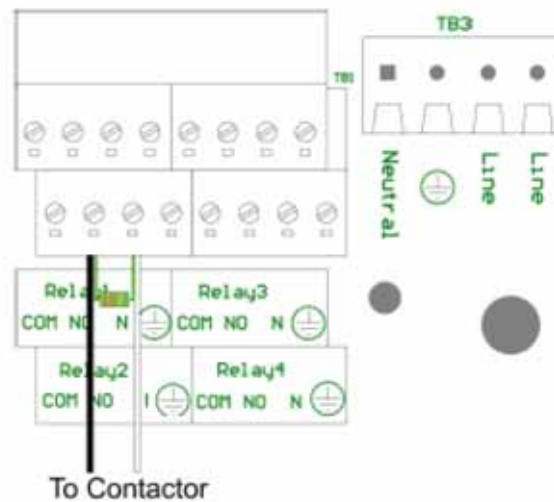 TB3
TB1
Neutral
Line
Line
Relay1
COM NO N
Relay3
COM NO N
Relay2
COM NO
Relay4
COM NO N
To Contactor